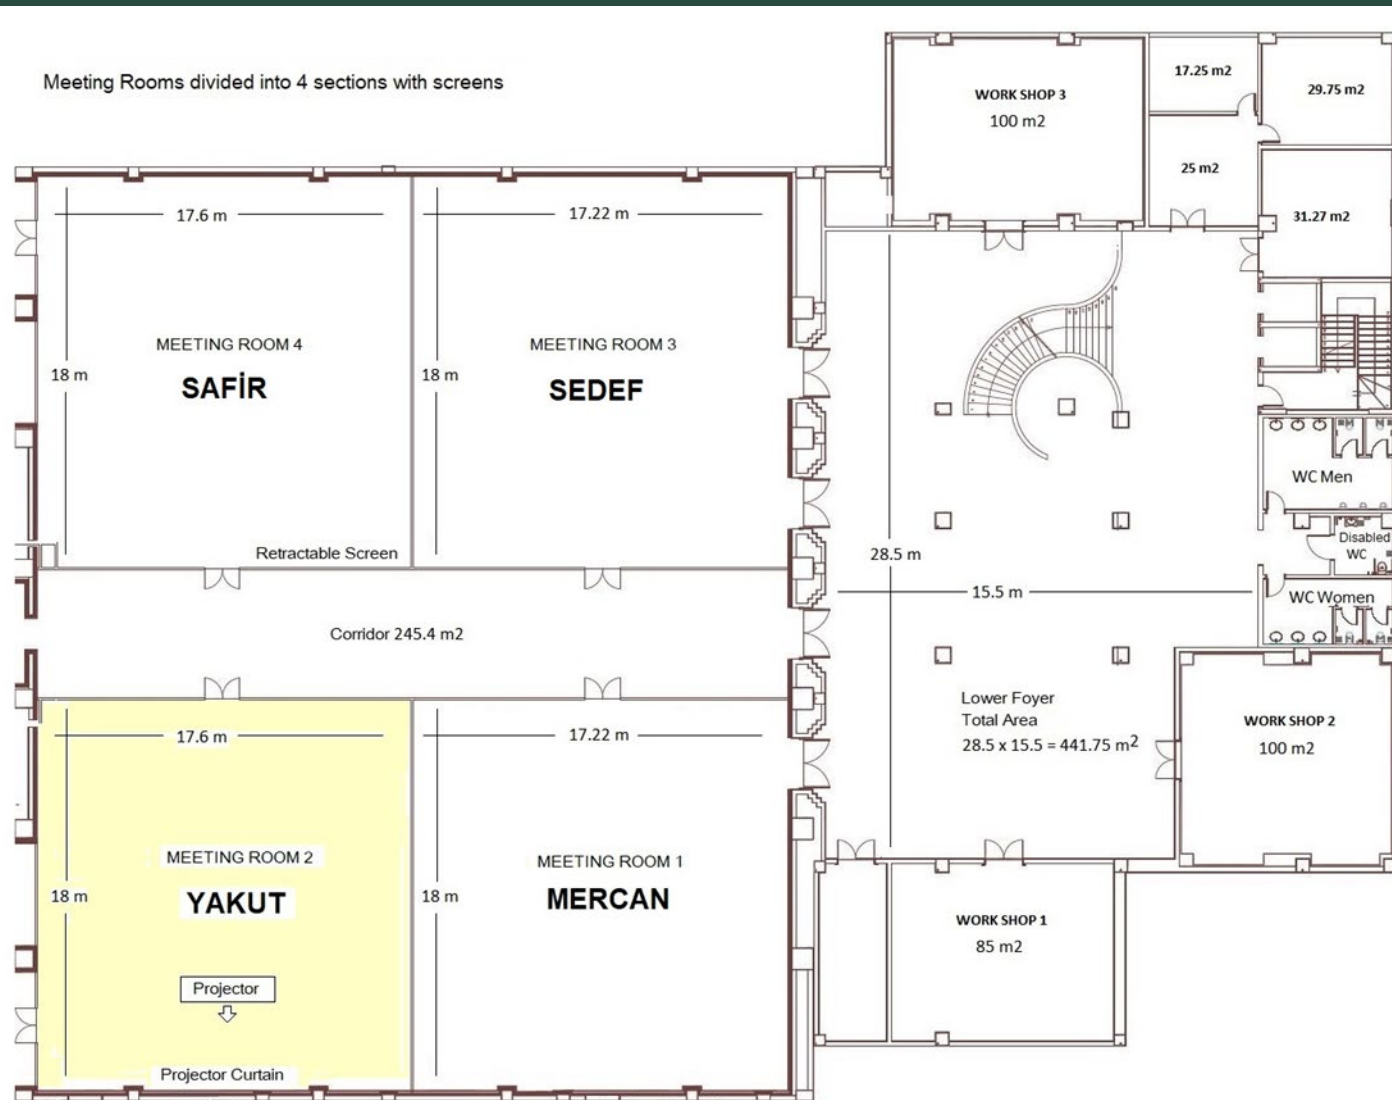 Meeting Rooms divided into 4 sections with screens
WORK SHOP 3
100 m2
17.25 m2
29.75 m2
25 m2
31.27 m2
17.6 m
17.22 m
MEETING ROOM 4
SAFİR
18 m
MEETING ROOM 3
SEDEF
18 m
Retractable Screen
WC Men
Disabled
WC
WC Women
28.5 m
15.5 m
Corridor 245.4 m2
Lower Foyer
Total Area
28.5 x 15.5 = 441.75 m2
WORK SHOP 2
100 m2
17.6 m
17.22 m
MEETING ROOM 2
YAKUT
18 m
MEETING ROOM 1
MERCAN
18 m
WORK SHOP 1
85 m2
Projector
Projector Curtain